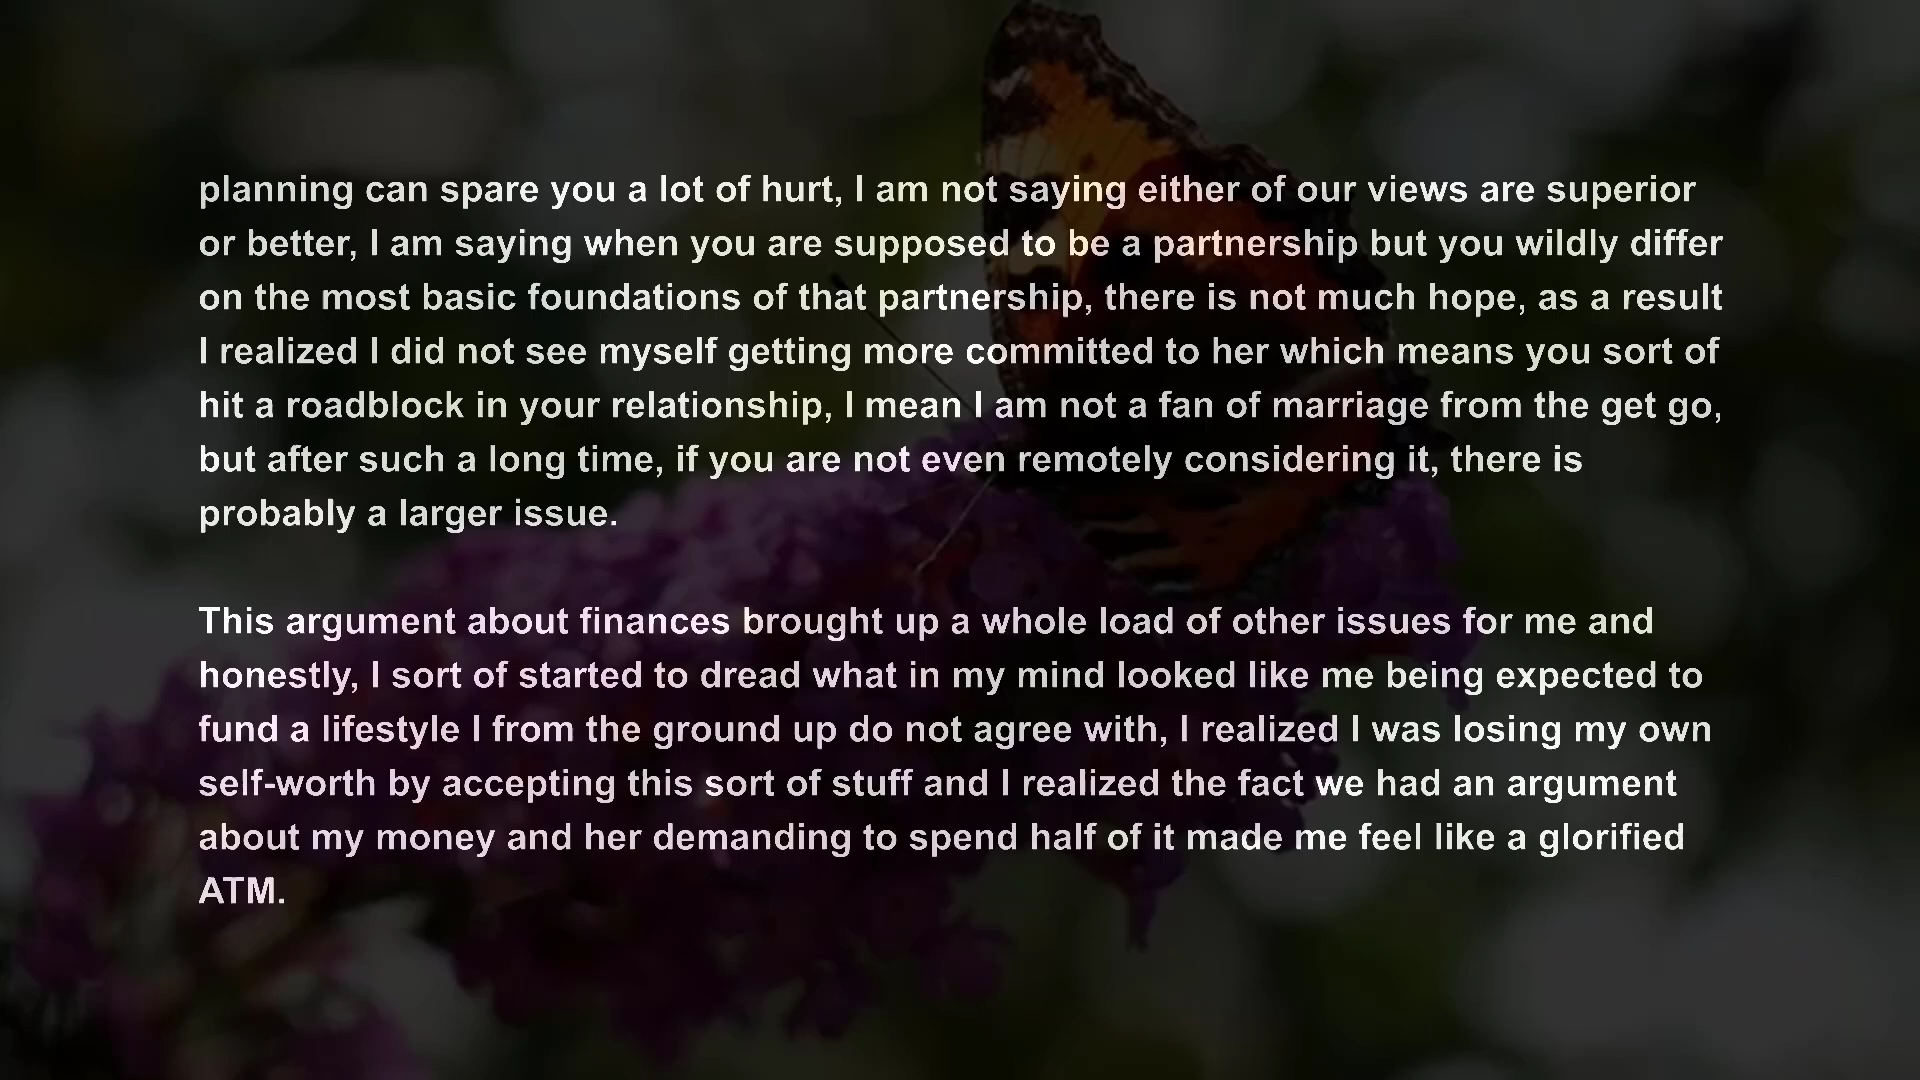 planning can spare you a lot of hurt, I am not saying either of our views are superior
or better, I am saying when you are supposed to be a partnership but you wildly differ
on the most basic foundations of that partnership, there is not much hope, as a result
I realized I did not see myself getting more committed to her which means you sort of
hit a roadblock in your relationship, I mean I am not a fan of marriage from the get go,
but after such a long time, if you are not even remotely considering it, there is
probably a larger issue.
This argument about finances brought up a whole load of other issues for me and
honestly, I sort of started to dread what in my mind looked like me being expected to
fund a lifestyle I from the ground up do not agree with, I realized I was losing my own
self-worth by accepting this sort of stuff and I realized the fact we had an argument
about my money and her demanding to spend half of it made me feel like a glorified
ATM.